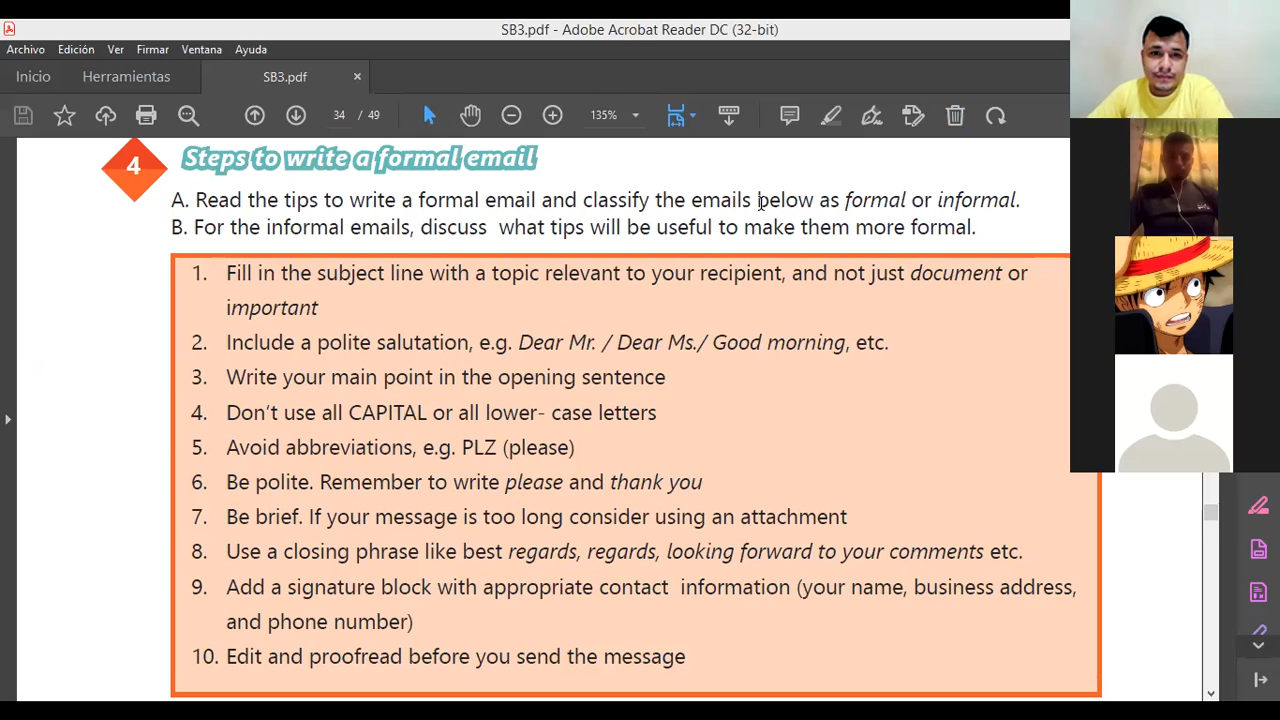 SB3.pdf - Adobe Acrobat Reader DC (32-bit)
Archivo Edición Ver Firmar Ventana Ayuda
Inicio Herramientas SB3.pdf ×
34 / 49 135%
4 Steps to write a formal email
A. Read the tips to write a formal email and classify the emails below as formal or informal.
B. For the informal emails, discuss what tips will be useful to make them more formal.
1. Fill in the subject line with a topic relevant to your recipient, and not just document or
important
2. Include a polite salutation, e.g. Dear Mr. / Dear Ms./ Good morning, etc.
3. Write your main point in the opening sentence
4. Don't use all CAPITAL or all lower- case letters
5. Avoid abbreviations, e.g. PLZ (please)
6. Be polite. Remember to write please and thank you
7. Be brief. If your message is too long consider using an attachment
8. Use a closing phrase like best regards, regards, looking forward to your comments etc.
9. Add a signature block with appropriate contact information (your name, business address,
and phone number)
10. Edit and proofread before you send the message